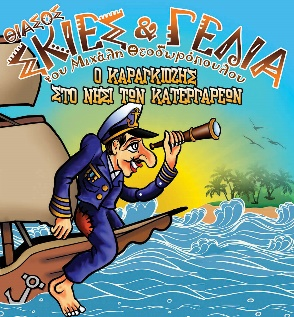 ΘΙΑΣΟΣ
ΣΚΙΕΣ & ΓΕΛΙΑ
του Μιχάλη Θεοδωρόπουλου
Ο ΚΑΡΑΓΚΙΟΖΗΣ
ΣΤΟ ΝΗΣΙ ΤΩΝ ΚΑΤΕΡΓΑΡΕΩΝ